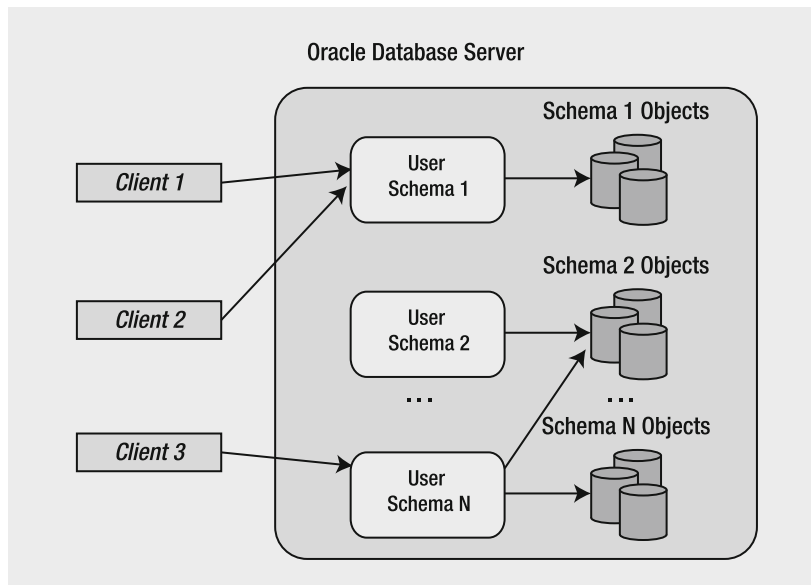 Oracle Database Server
Schema 1 Objects
Client 1
User
Schema 1
Schema 2 Objects
Client 2
User
Schema 2
...
...
Schema N Objects
Client 3
User
Schema N